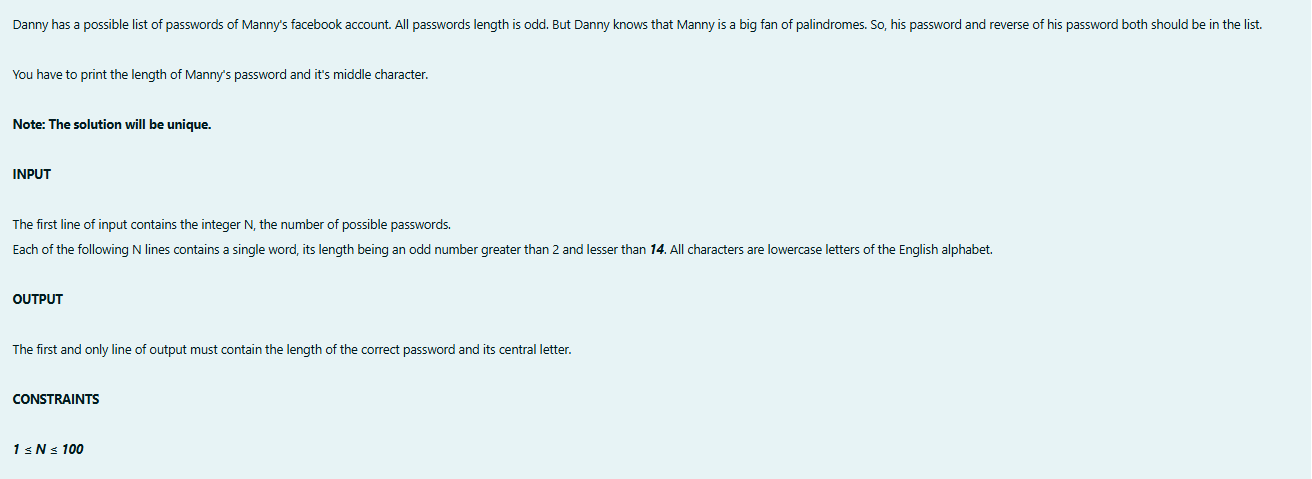 Danny has a possible list of passwords of Manny's facebook account. All passwords length is odd. But Danny knows that Manny is a big fan of palindromes. So, his password and reverse of his password both should be in the list.
You have to print the length of Manny's password and it's middle character.
Note: The solution will be unique.
INPUT
The first line of input contains the integer N, the number of possible passwords.
Each of the following N lines contains a single word, its length being an odd number greater than 2 and lesser than 14. All characters are lowercase letters of the English alphabet.
OUTPUT
The first and only line of output must contain the length of the correct password and its central letter.
CONSTRAINTS
1 ≤ N ≤ 100